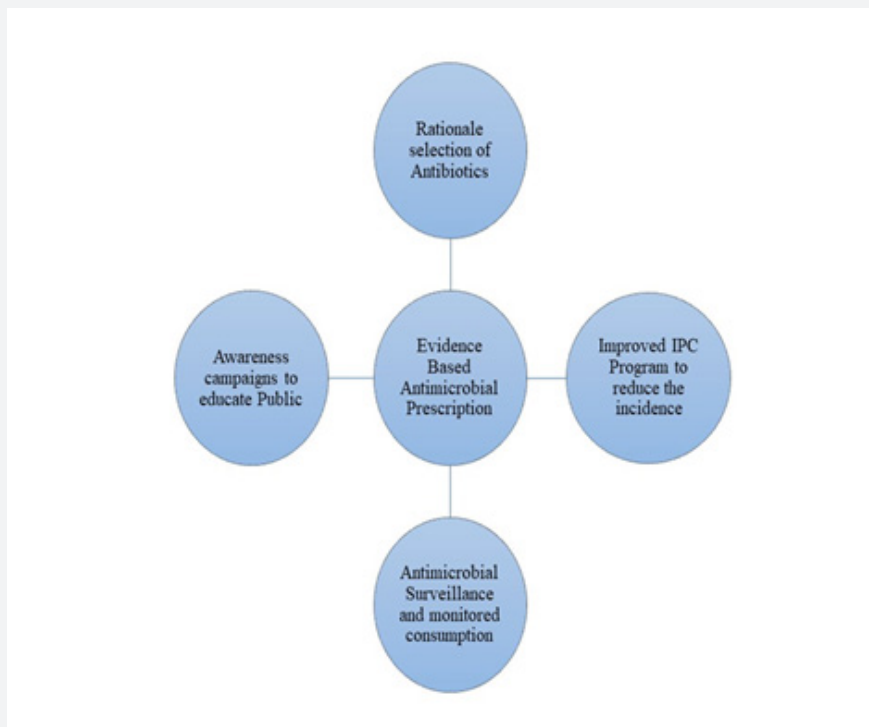 Rationale
selection of
Antibiotics
Awareness
campaigns to
educate Public
Evidence
Based
Antimicrobial
Prescription
Improved IPC
Program to
reduce the
incidence
Antimicrobial
Surveillance
and monitored
consumption